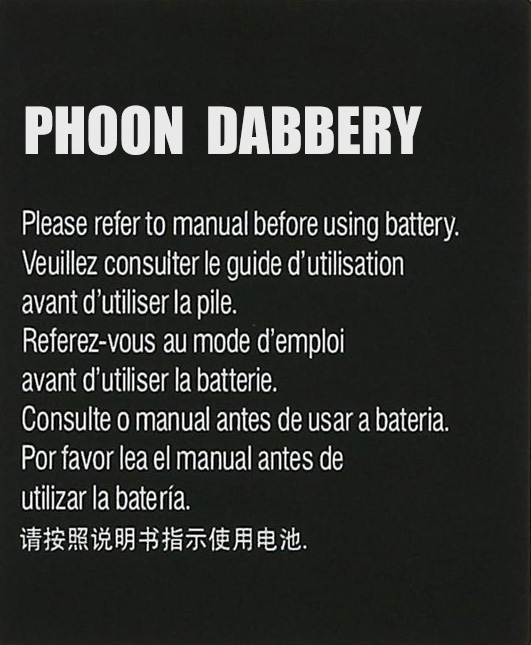 PHOON DABBERY
Please refer to manual before using battery.
Veuillez consulter le guide d'utilisation
avant d'utiliser la pile.
Referez-vous au mode d'emploi
avant d'utiliser la batterie.
Consulte o manual antes de usar a bateria.
Por favor lea el manual antes de
utilizar la batería.
请按照说明书指示使用电池.